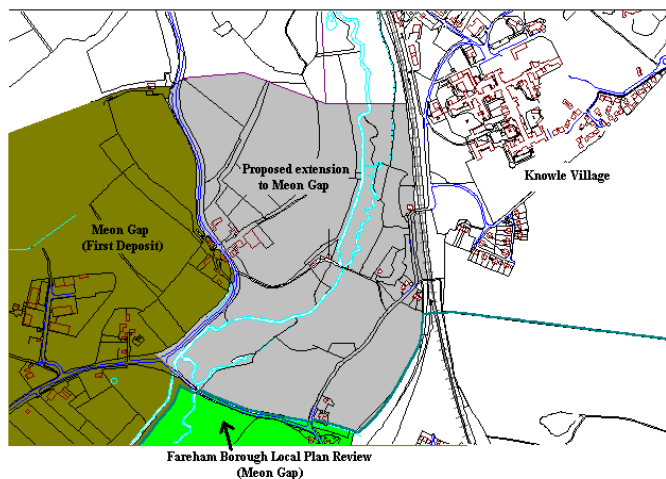 Proposed extension
to Meon Gap
Knowle Village
Meon Gap
(First Deposit)
Fareham Borough Local Plan Review
(Meon Gap)